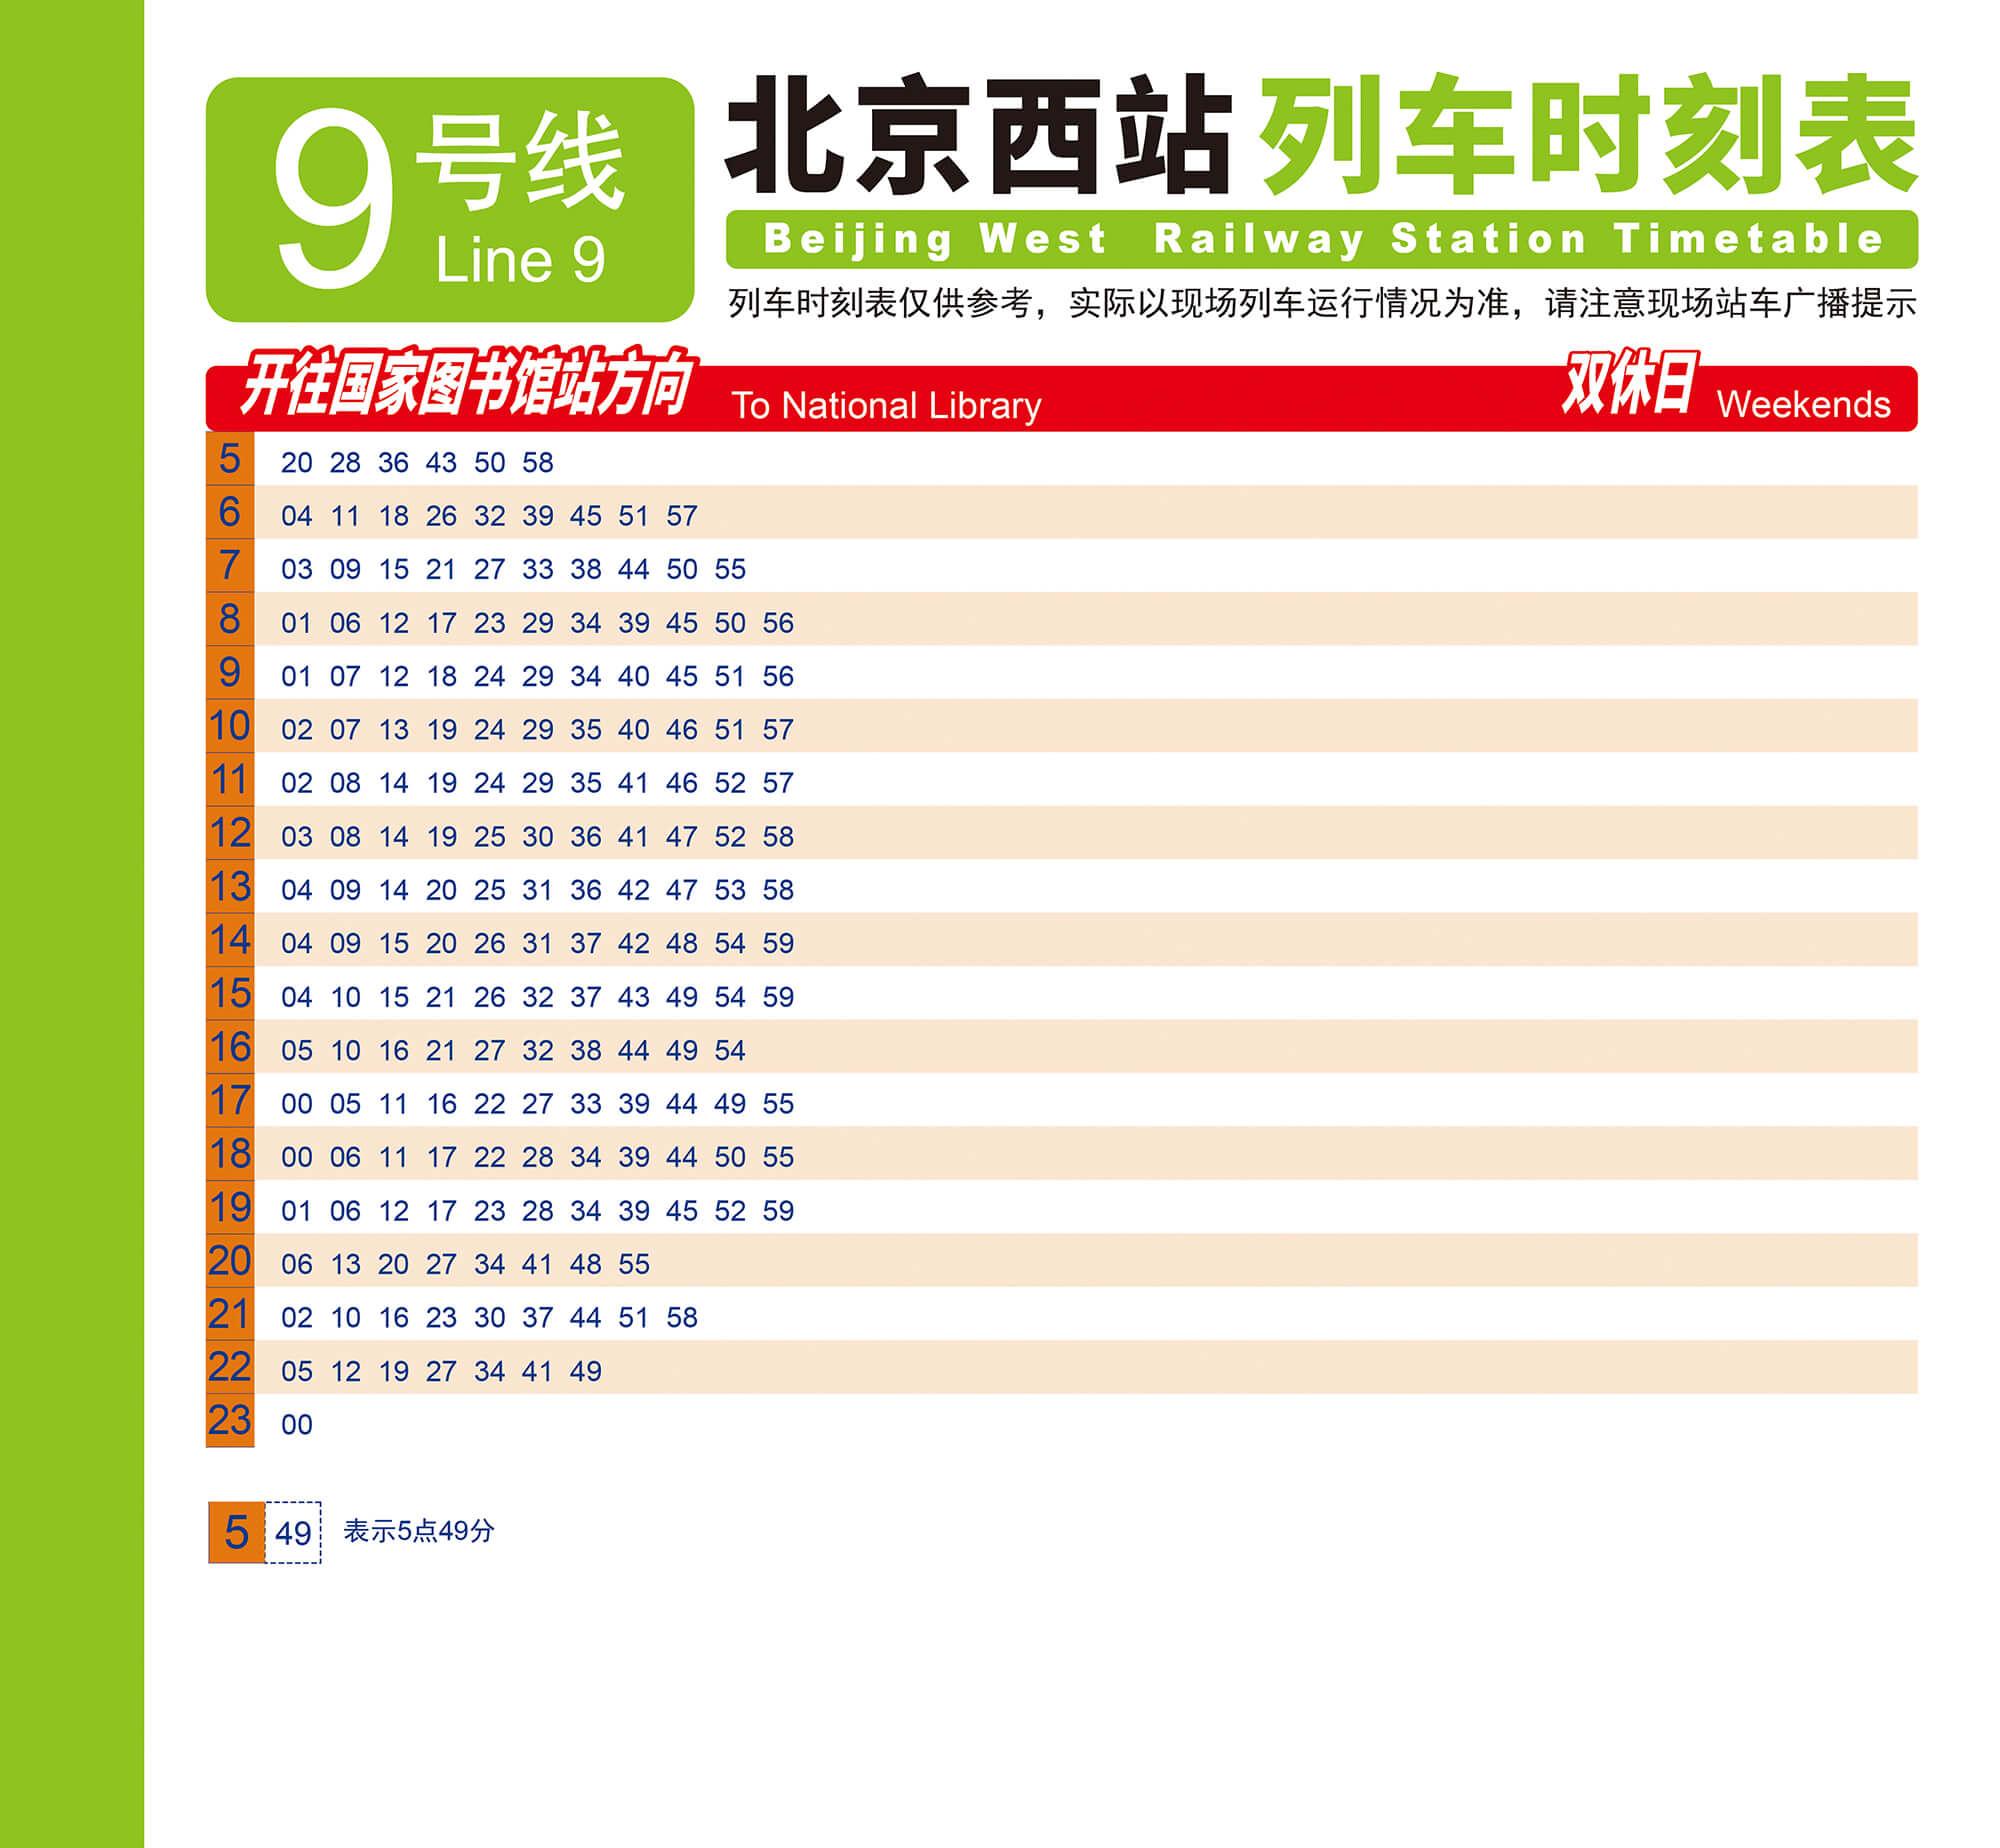 9号线
Line 9
北京西站列车时刻表
Beijing West Railway Station Timetable
列车时刻表仅供参考，实际以现场列车运行情况为准，请注意现场站车广播提示
开往国家图书馆站方向 To National Library 双休日 Weekends
5 20 28 36 43 50 58
6 04 11 18 26 32 39 45 51 57
7 03 09 15 21 27 33 38 44 50 55
8 01 06 12 17 23 29 34 39 45 50 56
9 01 07 12 18 24 29 34 40 45 51 56
10 02 07 13 19 24 29 35 40 46 51 57
11 02 08 14 19 24 29 35 41 46 52 57
12 03 08 14 19 25 30 36 41 47 52 58
13 04 09 14 20 25 31 36 42 47 53 58
14 04 09 15 20 26 31 37 42 48 54 59
15 04 10 15 21 26 32 37 43 49 54 59
16 05 10 16 21 27 32 38 44 49 54
17 00 05 11 16 22 27 33 39 44 49 55
18 00 06 11 17 22 28 34 39 44 50 55
19 01 06 12 17 23 28 34 39 45 52 59
20 06 13 20 27 34 41 48 55
21 02 10 16 23 30 37 44 51 58
22 05 12 19 27 34 41 49
23 00
5 49 表示5点49分